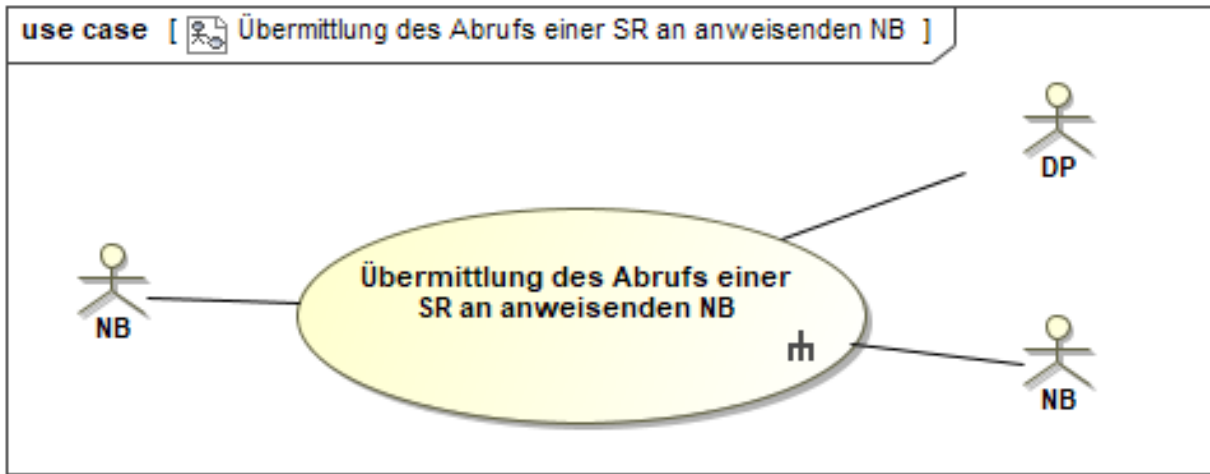 use case [ Übermittlung des Abrufs einer SR an anweisenden NB ]
DP
Übermittlung des Abrufs einer
SR an anweisenden NB
NB
NB